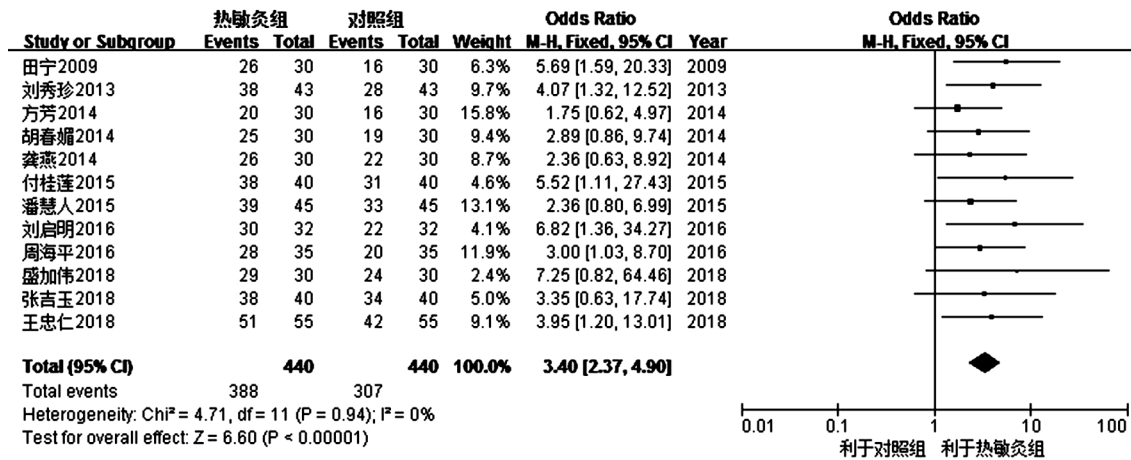 热敏灸组 对照组 Odds Ratio Odds Ratio
Study or Subgroup Events Total Events Total Weight M-H, Fixed, 95% CI Year M-H, Fixed, 95% CI
田宁2009 26 30 16 30 6.3% 5.69 [1.59, 20.33] 2009
刘秀珍2013 38 43 28 43 9.7% 4.07 [1.32, 12.52] 2013
方芳2014 20 30 16 30 15.8% 1.75 [0.62, 4.97] 2014
胡春媚2014 25 30 19 30 9.4% 2.89 [0.86, 9.74] 2014
龚燕2014 26 30 22 30 8.7% 2.36 [0.63, 8.92] 2014
付桂莲2015 38 40 31 40 4.6% 5.52 [1.11, 27.43] 2015
潘慧人2015 39 45 33 45 13.1% 2.36 [0.80, 6.99] 2015
刘启明2016 30 32 22 32 4.1% 6.82 [1.36, 34.27] 2016
周海平2016 28 35 20 35 11.9% 3.00 [1.03, 8.70] 2016
盛加伟2018 29 30 24 30 2.4% 7.25 [0.82, 64.46] 2018
张吉玉2018 38 40 34 40 5.0% 3.35 [0.63, 17.74] 2018
王忠仁2018 51 55 42 55 9.1% 3.95 [1.20, 13.01] 2018
Total (95% CI) 440 440 100.0% 3.40 [2.37, 4.90]
Total events 388 307
Heterogeneity: Chi² = 4.71, df = 11 (P = 0.94); I² = 0%
Test for overall effect: Z = 6.60 (P < 0.00001)
0.01 0.1 1 10 100
利于对照组 利于热敏灸组